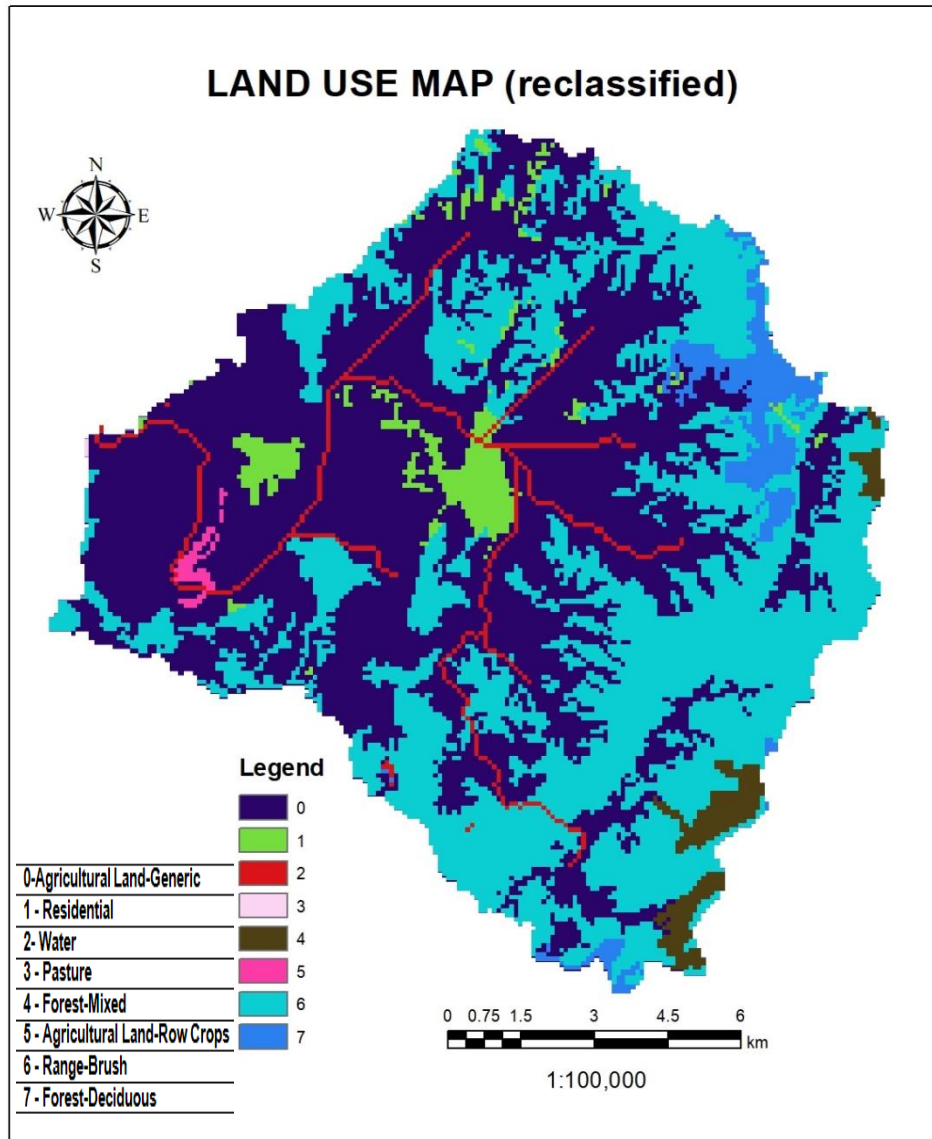 LAND USE MAP (reclassified)
N
W E
S
Legend
0
1
2
3
4
5
6
7
0-Agricultural Land-Generic
1 - Residential
2- Water
3 - Pasture
4 - Forest-Mixed
5 - Agricultural Land-Row Crops
6 - Range-Brush
7 - Forest-Deciduous
0 0.75 1.5 3 4.5 6
km
1:100,000